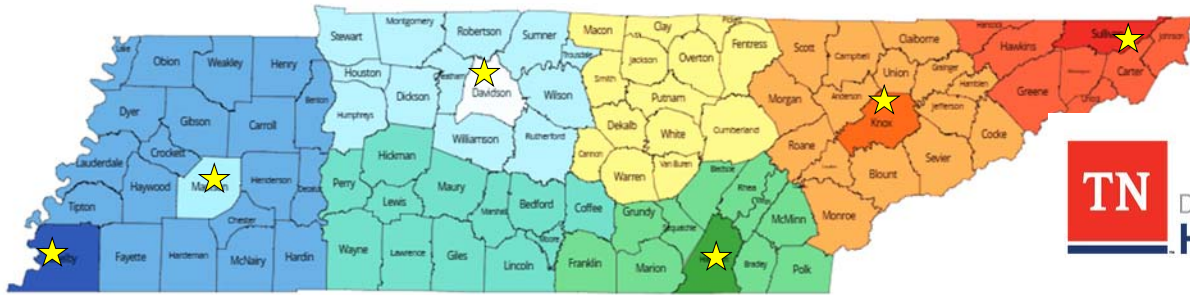 Lake
Obion
Weakley
Henry
Dyer
Gibson
Carroll
Benton
Lauderdale
Crockett
Haywood
Henderson
Tipton
Chester
Fayette
Hardeman
McNairy
Hardin
Stewart
Montgomery
Robertson
Sumner
Trousdale
Houston
Dickson
Davidson
Wilson
Humphreys
Williamson
Rutherford
Hickman
Perry
Lewis
Maury
Marshall
Bedford
Coffee
Moore
Wayne
Lawrence
Giles
Lincoln
Macon
Clay
Pickett
Fentress
Jackson
Overton
Smith
Putnam
Dekalb
White
Cumberland
Cannon
Warren
Van Buren
Bledsoe
Rhea
Grundy
Sequatchie
McMinn
Franklin
Marion
Bradley
Polk
Scott
Campbell
Claiborne
Union
Grainger
Hamblen
Morgan
Anderson
Jefferson
Knox
Cocke
Roane
Sevier
Blount
Monroe
Hancock
Hawkins
Johnson
Greene
Carter
TN